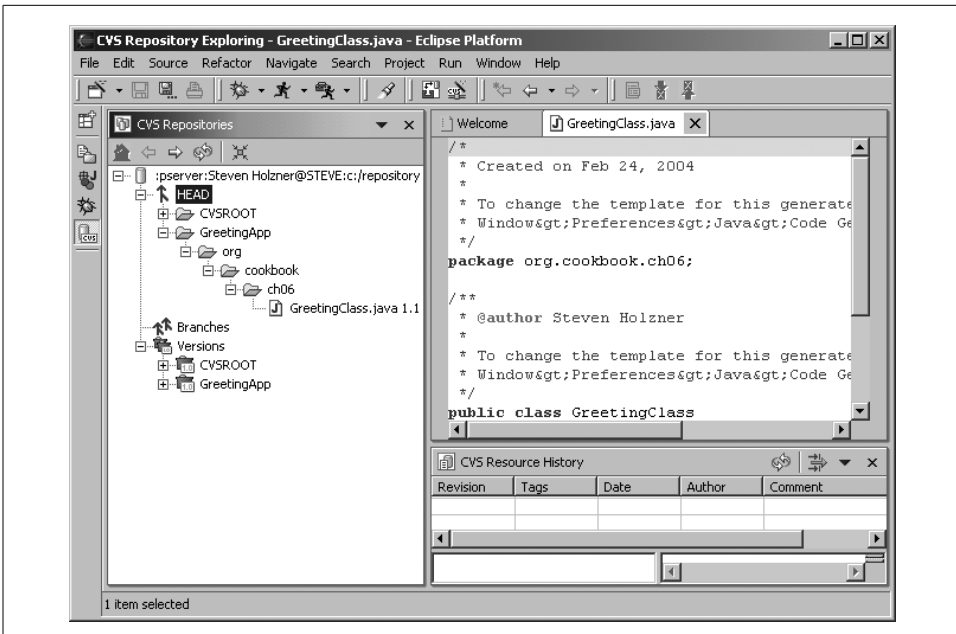 CVS Repository Exploring - GreetingClass.java - Eclipse Platform
File Edit Source Refactor Navigate Search Project Run Window Help
CVS Repositories
:pserver:Steven Holzner@STEVE:c:/repository
HEAD
CVSROOT
GreetingApp
org
cookbook
ch06
GreetingClass.java 1.1
Branches
Versions
CVSROOT
GreetingApp
Welcome
GreetingClass.java
/*
* Created on Feb 24, 2004
*
* To change the template for this generate
* Window&gt;Preferences&gt;Java&gt;Code Ge
*/
package org.cookbook.ch06;
/**
* @author Steven Holzner
*
* To change the template for this generate
* Window&gt;Preferences&gt;Java&gt;Code Ge
*/
public class GreetingClass
CVS Resource History
Revision Tags Date Author Comment
1 item selected